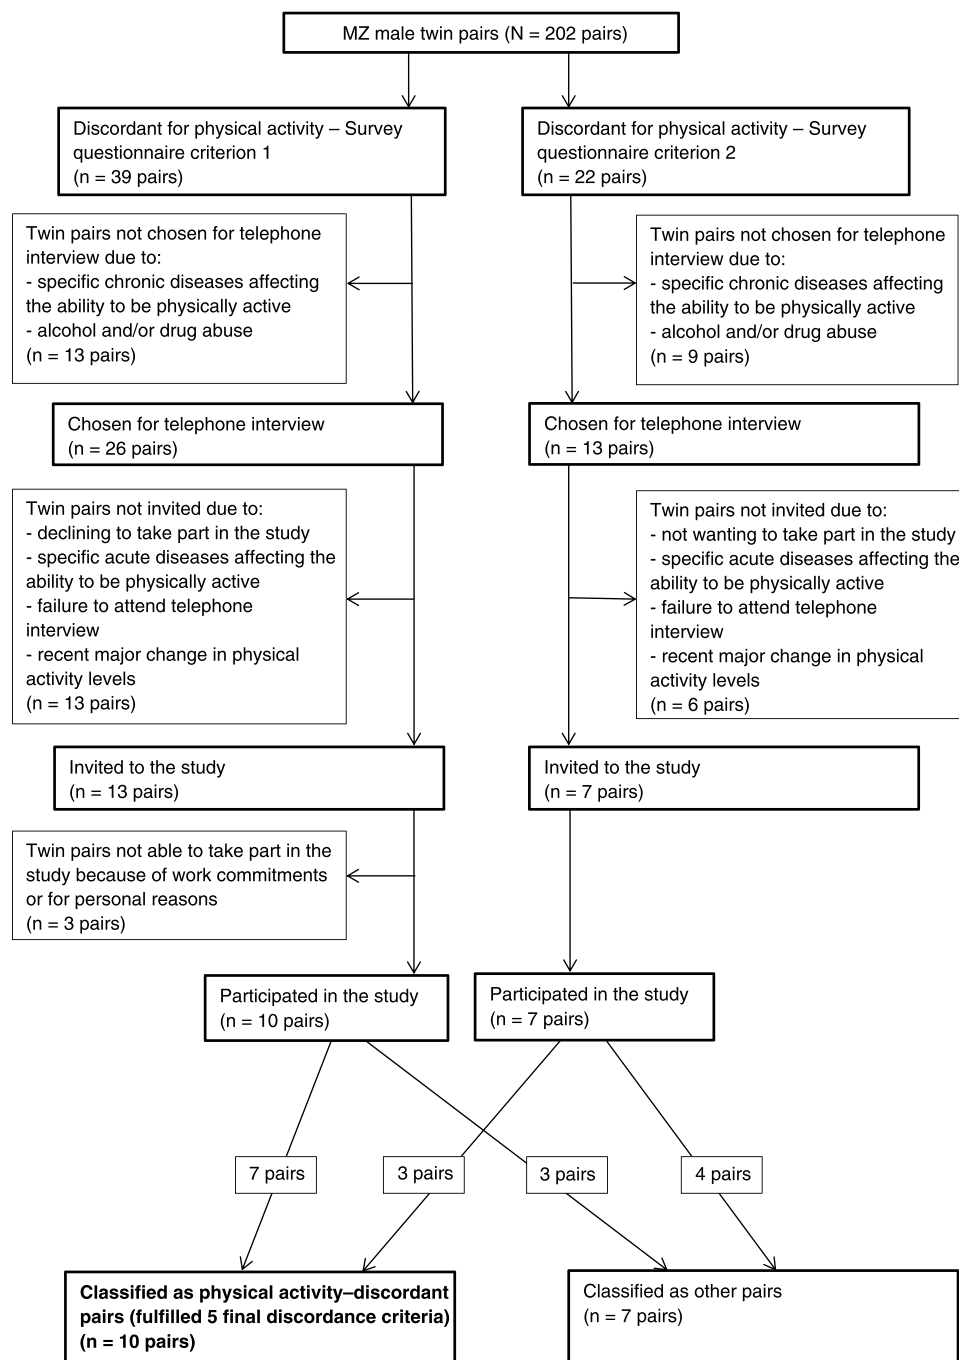 MZ male twin pairs (N = 202 pairs)
Discordant for physical activity – Survey
questionnaire criterion 1
(n = 39 pairs)
Discordant for physical activity – Survey
questionnaire criterion 2
(n = 22 pairs)
Twin pairs not chosen for telephone
interview due to:
- specific chronic diseases affecting
the ability to be physically active
- alcohol and/or drug abuse
(n = 13 pairs)
Twin pairs not chosen for telephone
interview due to:
- specific chronic diseases affecting
the ability to be physically active
- alcohol and/or drug abuse
(n = 9 pairs)
Chosen for telephone interview
(n = 26 pairs)
Chosen for telephone interview
(n = 13 pairs)
Twin pairs not invited due to:
- declining to take part in the study
- specific acute diseases affecting the
ability to be physically active
- failure to attend telephone
interview
- recent major change in physical
activity levels
(n = 13 pairs)
Twin pairs not invited due to:
- not wanting to take part in the study
- specific acute diseases affecting the
ability to be physically active
- failure to attend telephone
interview
- recent major change in physical
activity levels
(n = 6 pairs)
Invited to the study
(n = 13 pairs)
Invited to the study
(n = 7 pairs)
Twin pairs not able to take part in the
study because of work commitments
or for personal reasons
(n = 3 pairs)
Participated in the study
(n = 10 pairs)
Participated in the study
(n = 7 pairs)
7 pairs
3 pairs
3 pairs
4 pairs
Classified as physical activity–discordant
pairs (fulfilled 5 final discordance criteria)
(n = 10 pairs)
Classified as other pairs
(n = 7 pairs)